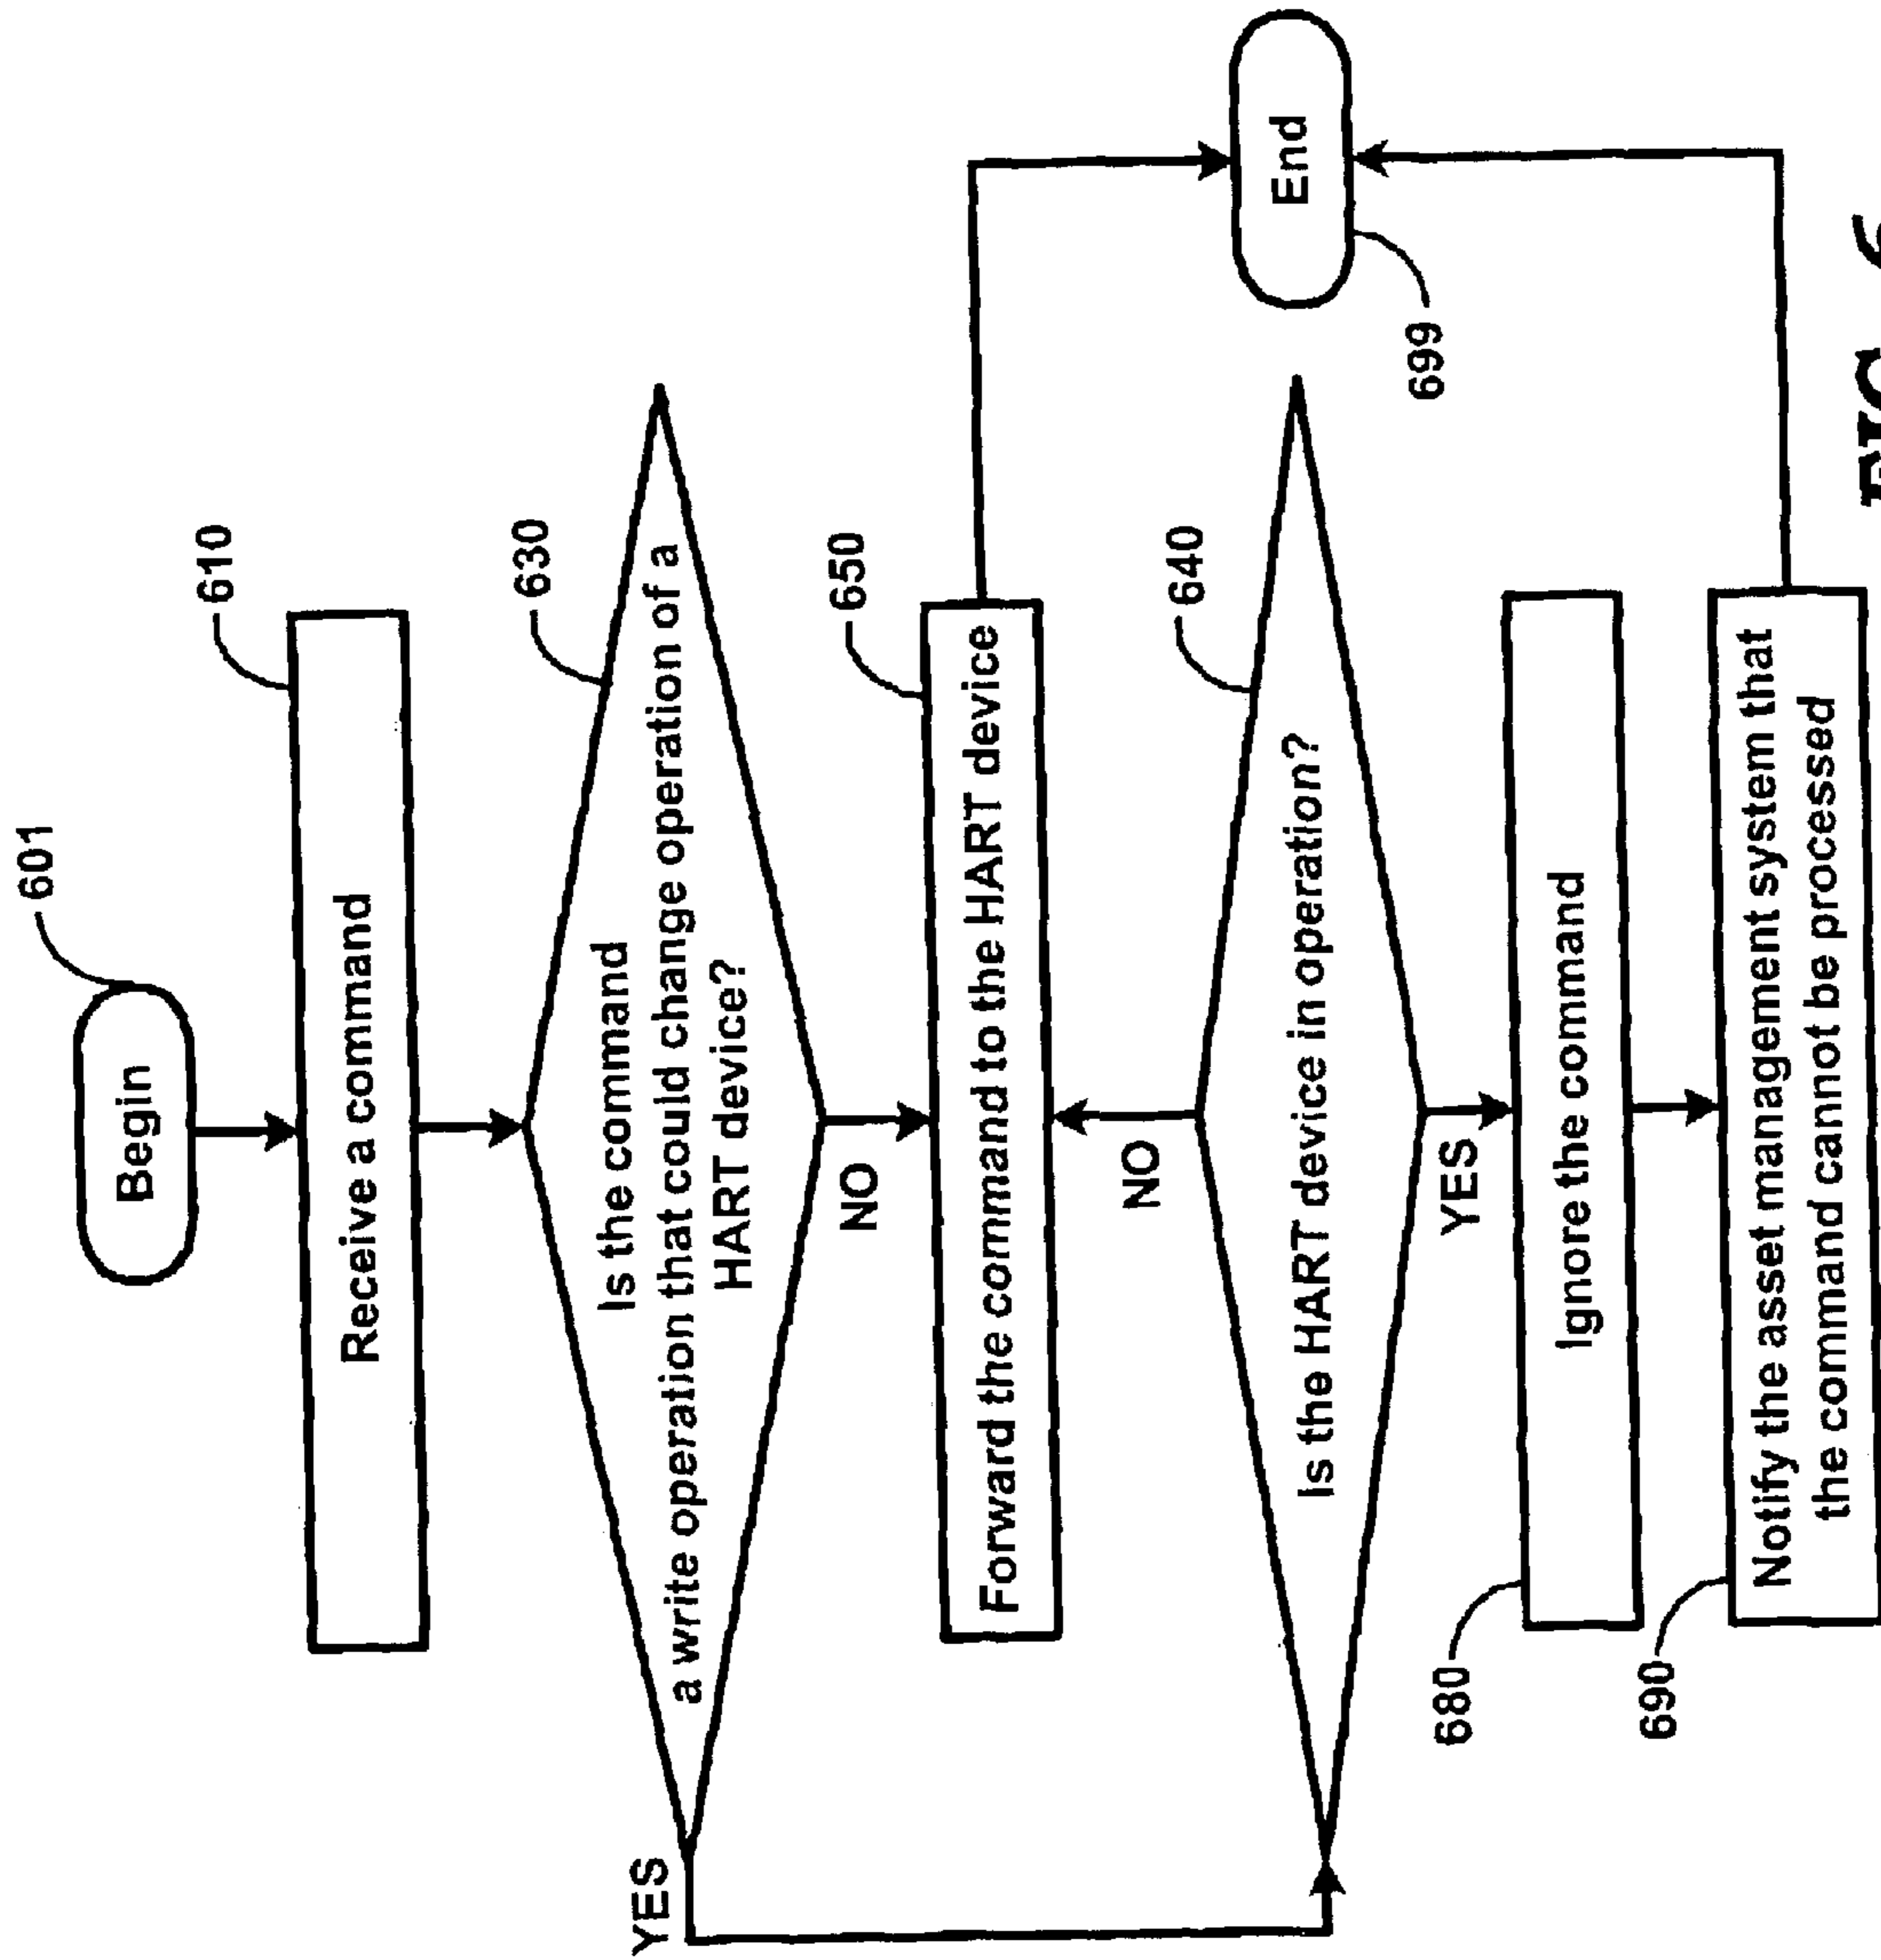 601
Begin
610
Receive a command
630
Is the command
a write operation that could change operation of a
HART device?
YES
NO
650
Forward the command to the HART device
NO
640
Is the HART device in operation?
YES
680
Ignore the command
690
Notify the asset management system that
the command cannot be processed
End
699